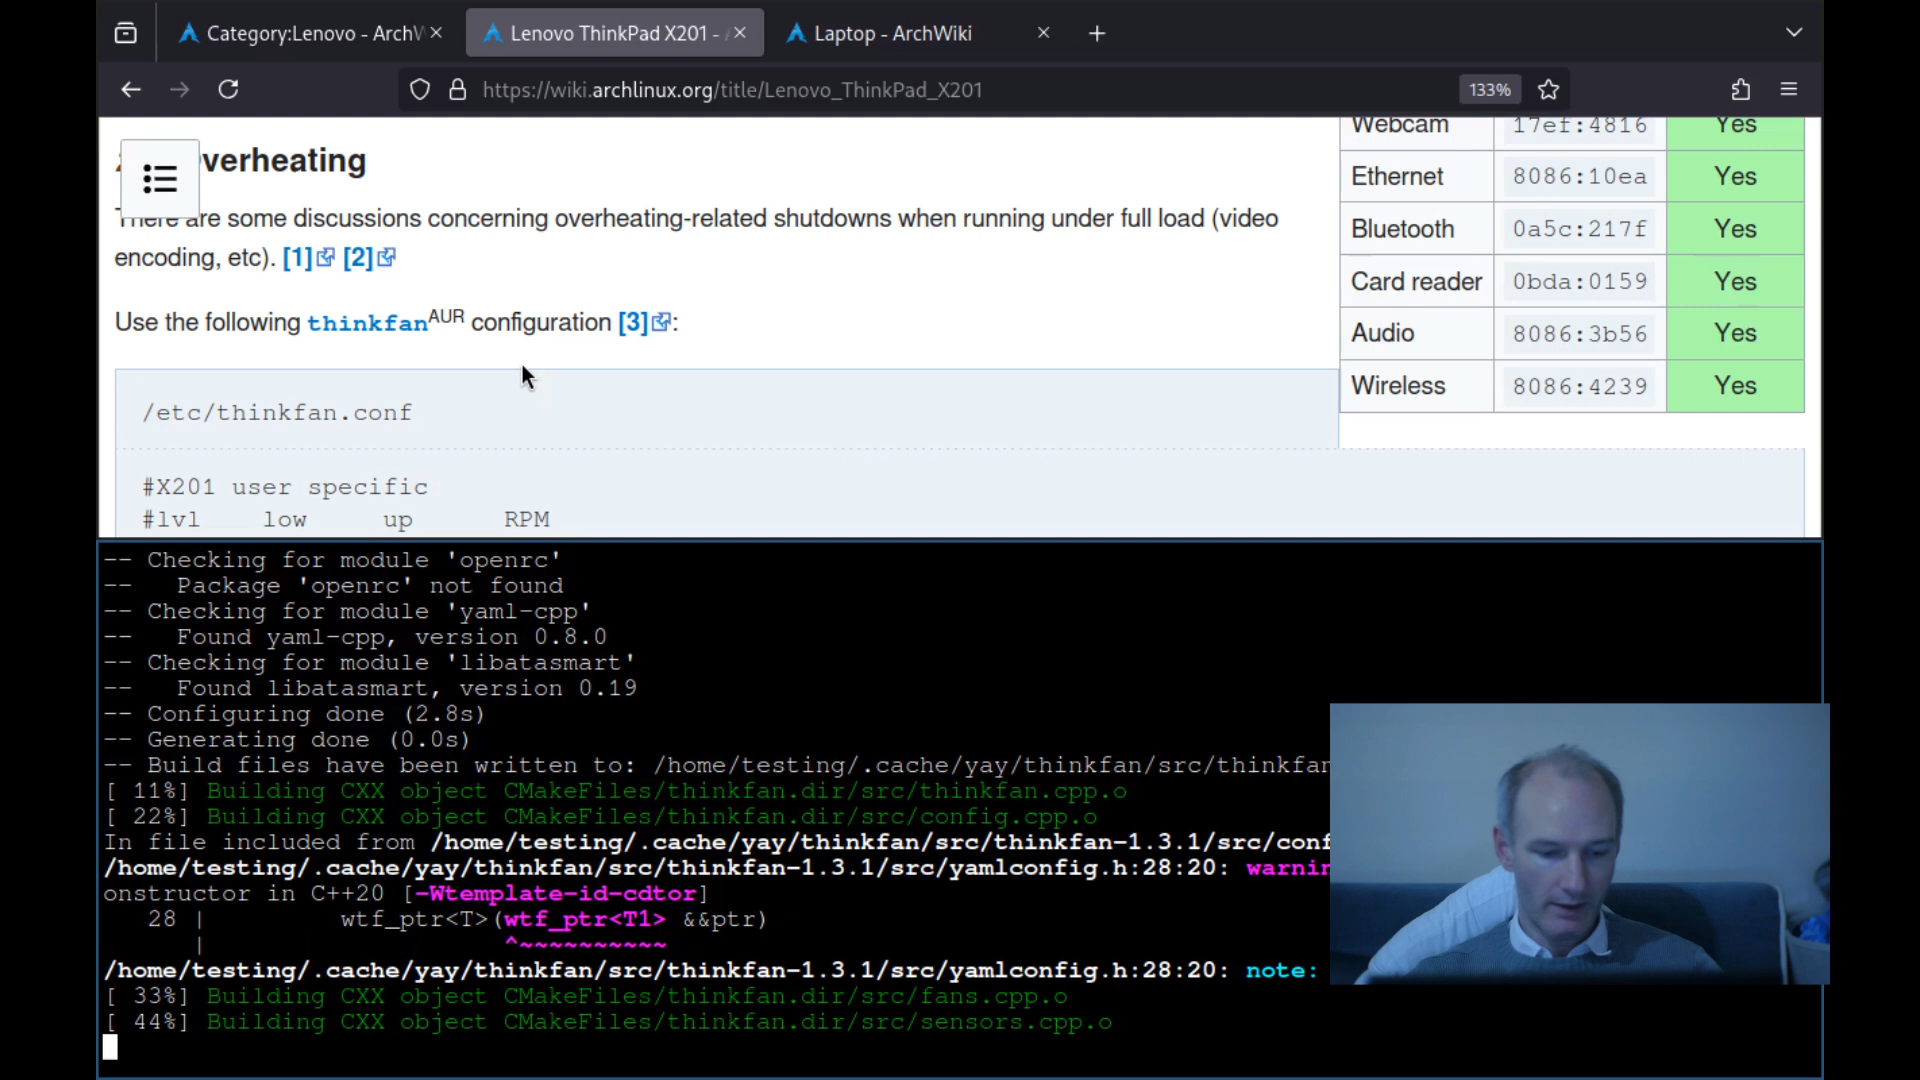 Category:Lenovo - ArchW
Lenovo ThinkPad X201 - A
Laptop - ArchWiki
https://wiki.archlinux.org/title/Lenovo_ThinkPad_X201
133%
verheating
There are some discussions concerning overheating-related shutdowns when running under full load (video
encoding, etc). [1] [2]
Use the following thinkfanAUR configuration [3]:
/etc/thinkfan.conf
#X201 user specific
#lvl low up RPM
Webcam 17ef:4816 Yes
Ethernet 8086:10ea Yes
Bluetooth 0a5c:217f Yes
Card reader 0bda:0159 Yes
Audio 8086:3b56 Yes
Wireless 8086:4239 Yes
-- Checking for module 'openrc'
--   Package 'openrc' not found
-- Checking for module 'yaml-cpp'
--   Found yaml-cpp, version 0.8.0
-- Checking for module 'libatasmart'
--   Found libatasmart, version 0.19
-- Configuring done (2.8s)
-- Generating done (0.0s)
-- Build files have been written to: /home/testing/.cache/yay/thinkfan/src/thinkfan
[ 11%] Building CXX object CMakeFiles/thinkfan.dir/src/thinkfan.cpp.o
[ 22%] Building CXX object CMakeFiles/thinkfan.dir/src/config.cpp.o
In file included from /home/testing/.cache/yay/thinkfan/src/thinkfan-1.3.1/src/conf
/home/testing/.cache/yay/thinkfan/src/thinkfan-1.3.1/src/yamlconfig.h:28:20: warnin
onstructor in C++20 [-Wtemplate-id-cdtor]
28 | wtf_ptr<T>(wtf_ptr<T1> &&ptr)
| ^~~~~~~~~~~
/home/testing/.cache/yay/thinkfan/src/thinkfan-1.3.1/src/yamlconfig.h:28:20: note:
[ 33%] Building CXX object CMakeFiles/thinkfan.dir/src/fans.cpp.o
[ 44%] Building CXX object CMakeFiles/thinkfan.dir/src/sensors.cpp.o